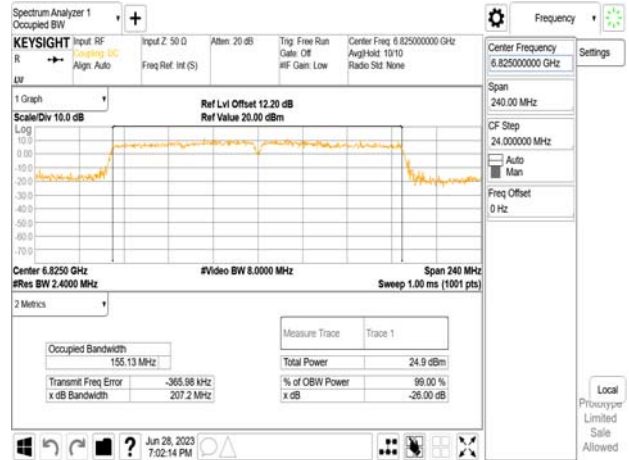 Spectrum Analyzer 1
Occupied BW
+
Frequency
KEYSIGHT
R
Input: RF
Coupling: DC
Align: Auto
Input Z: 50 Ω
Freq Ref: Int (S)
Atten: 20 dB
Trig: Free Run
Gate: Off
#IF Gain: Low
Center Freq: 6.825000000 GHz
Avg|Hold: 10/10
Radio Std: None
LXI
Center Frequency
6.825000000 GHz
Settings
Span
240.00 MHz
CF Step
24.000000 MHz
Auto
Man
Freq Offset
0 Hz
1 Graph
Scale/Div 10.0 dB
Ref Lvl Offset 12.20 dB
Ref Value 20.00 dBm
Log
10.0
0.00
-10.0
-20.0
-30.0
-40.0
-50.0
-60.0
-70.0
Center 6.8250 GHz
#Res BW 2.4000 MHz
#Video BW 8.0000 MHz
Span 240 MHz
Sweep 1.00 ms (1001 pts)
2 Metrics
Measure Trace Trace 1
Occupied Bandwidth
155.13 MHz
Total Power 24.9 dBm
Transmit Freq Error -365.98 kHz
% of OBW Power 99.00 %
x dB Bandwidth 207.2 MHz
x dB -26.00 dB
Local
Prototype
Limited
Sale
Allowed
?
Jun 28, 2023
7:02:14 PM